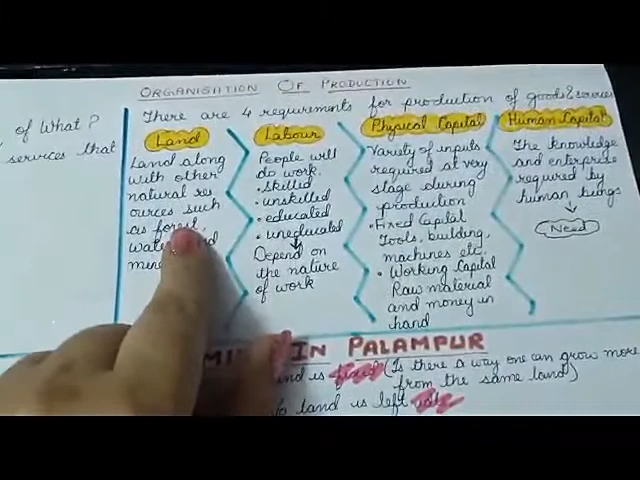 ORGANISATION OF PRODUCTION
of What?
services that
There are 4 requirements for production of goods & services
Land
Land along
with other
natural res
ources such
as forest,
Labour
People will
do work.
• Skilled
• unskilled
• educated
• uneducated
Depend on
the nature
of work
Physical Capital
Variety of inputs
required at very
stage during
production
• Fixed Capital
Tools, building,
machines etc.
• Working Capital
Raw material
and money in
hand
Human Capital
The knowledge
and enterprise
required by
human beings
Need
IN PALAMPUR
is fixed (Is there a way one can grow more
from the same land)
land is left